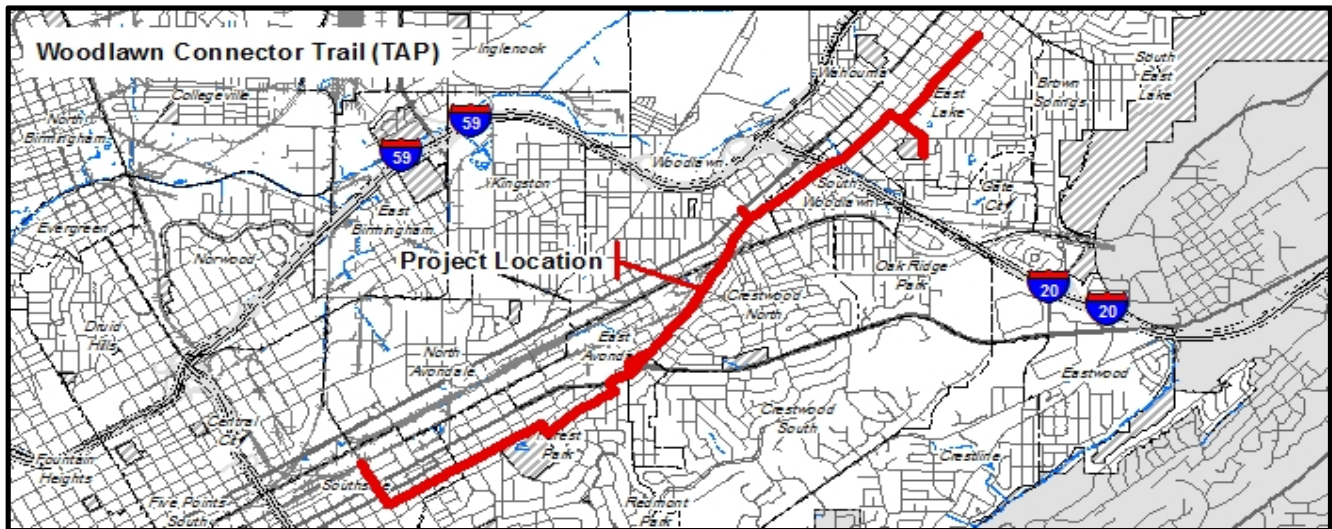 Woodlawn Connector Trail (TAP)
Inglenook
Collegeville
North
Birmingham
59
59
Wahouma
East
Lake
Brown
Springs
South
East
Lake
Woodlawn
Kingston
South
Woodlawn
Gate
City
East
Birmingham
Evergreen
Norwood
Project Location
Oak Ridge
Park
20
20
Crestwood
North
Druid
Hills
North
Avondale
East
Avondale
Eastwood
Crestwood
South
Central
City
Forest
Park
Crestline
Fountain
Heights
Southside
Five Points
South
Redmont
Park